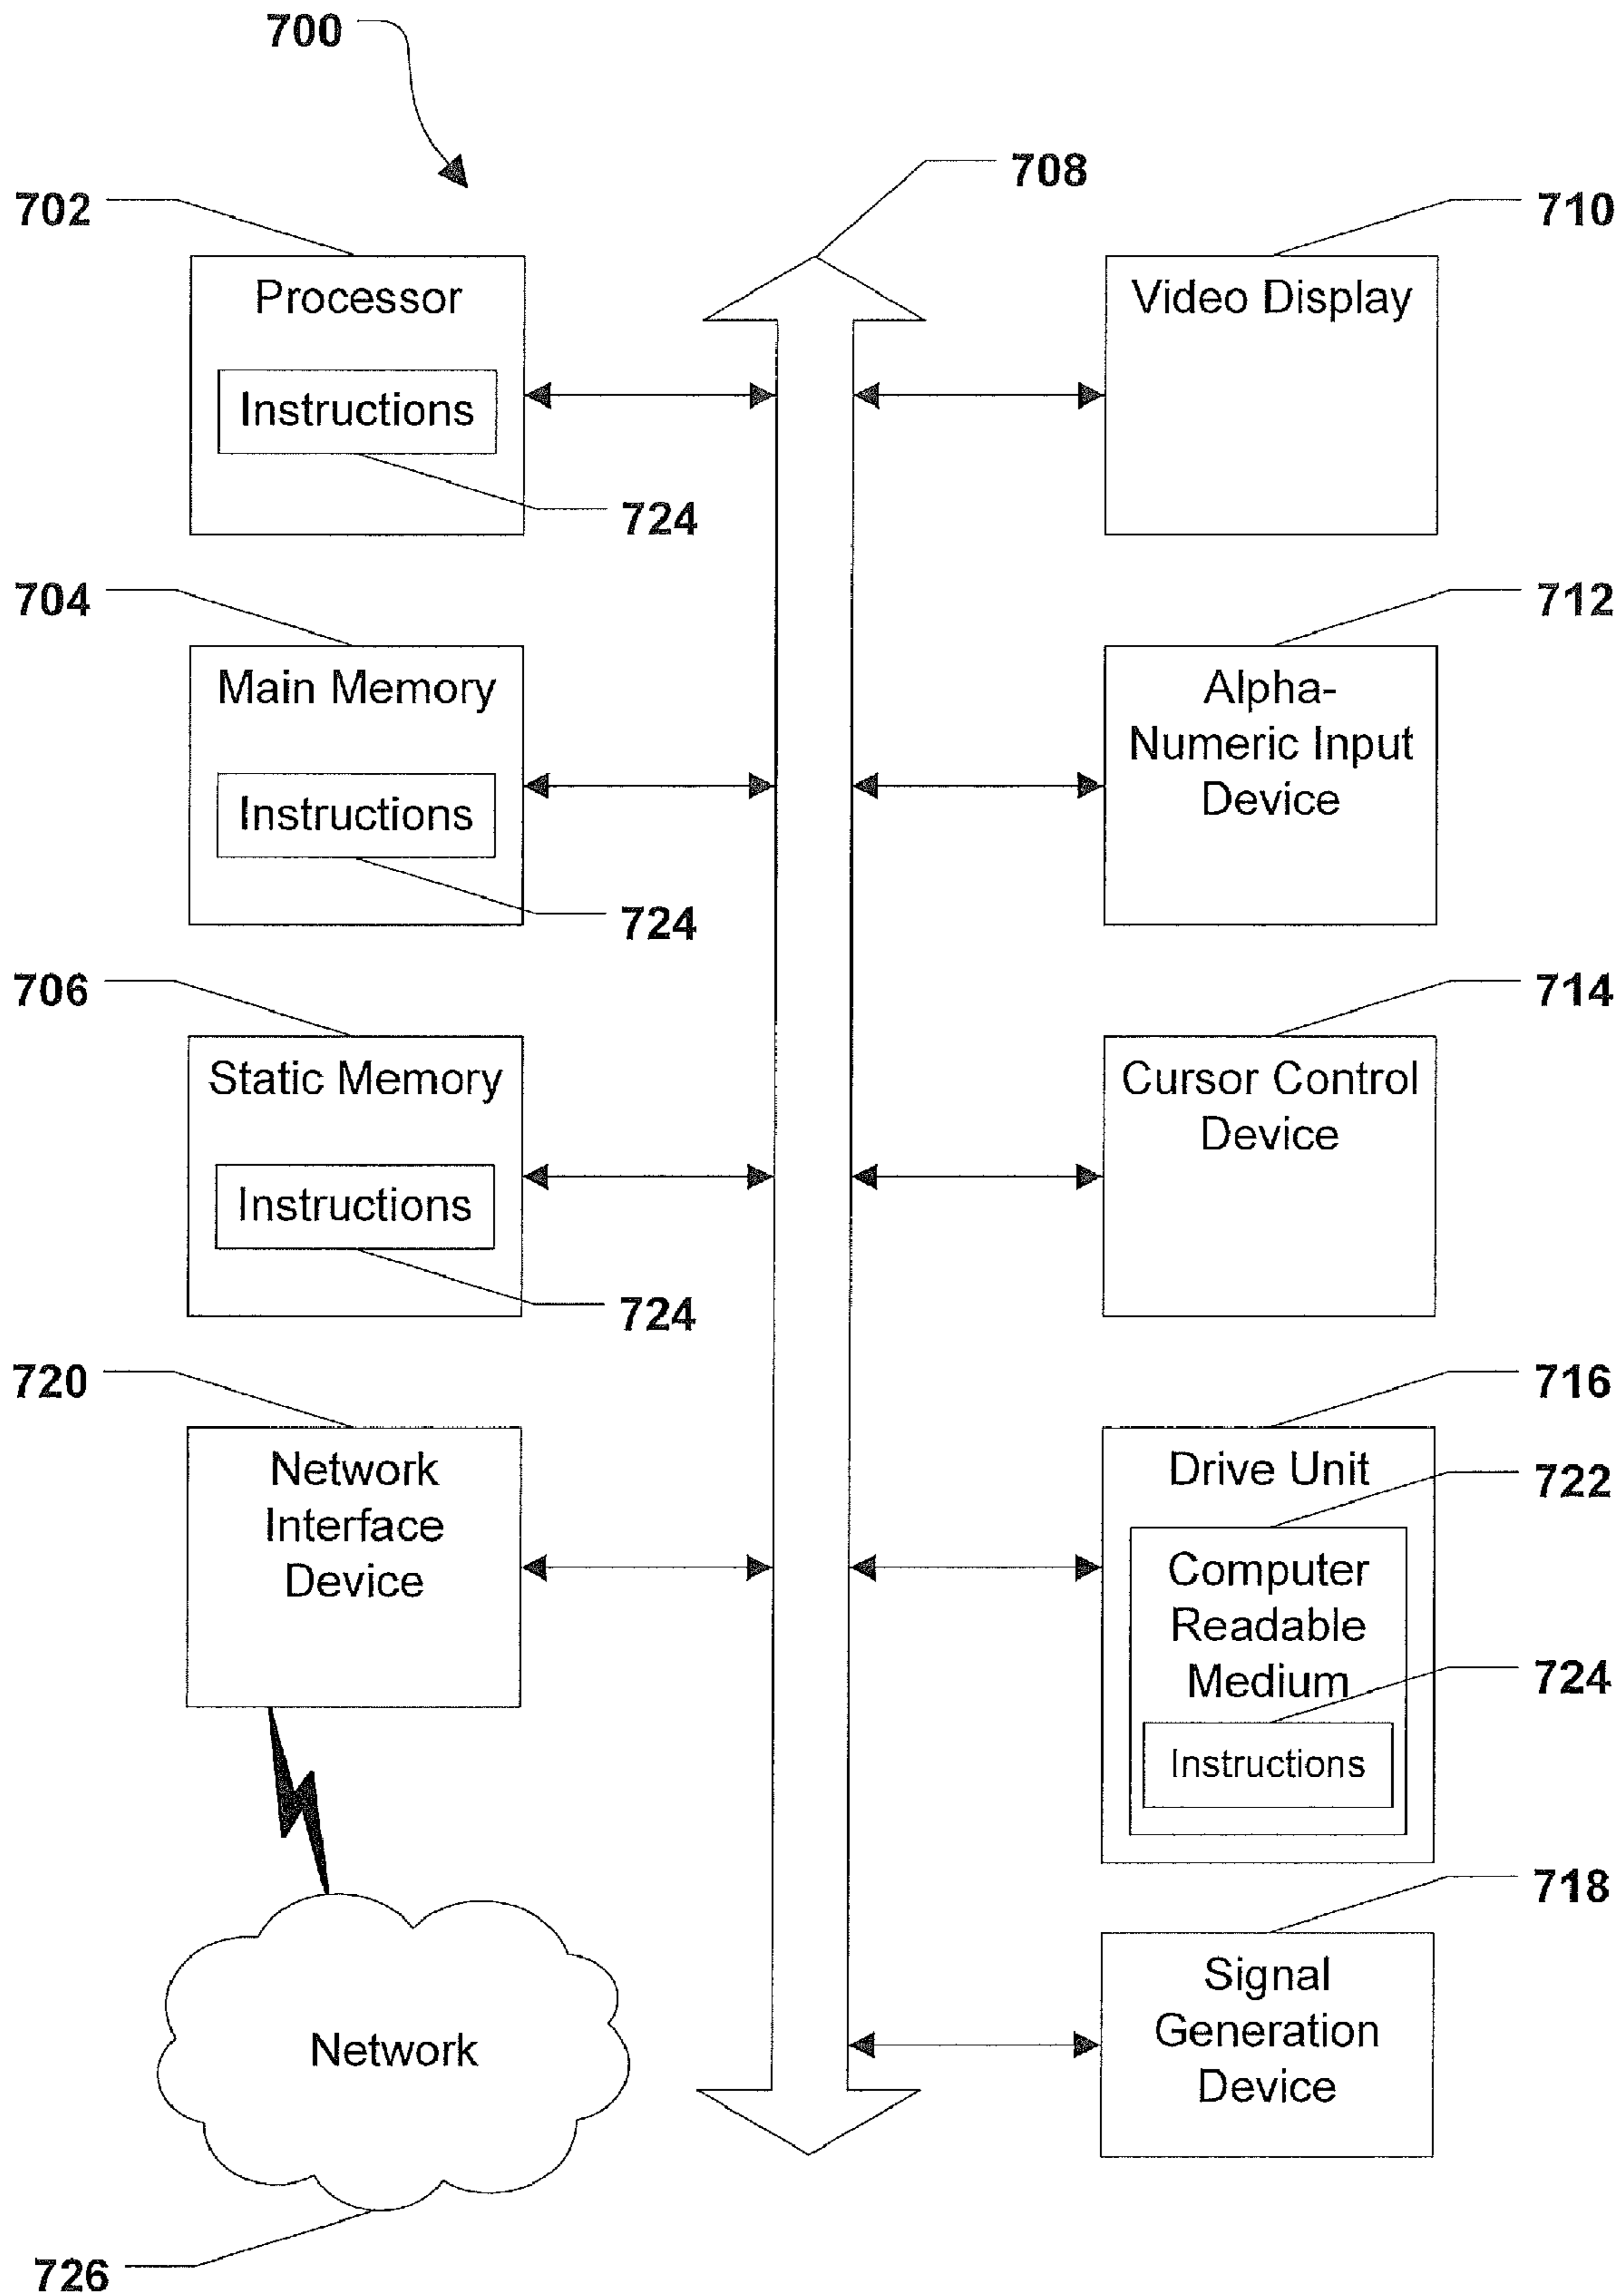 700
708
702
710
Processor
Instructions
724
Video Display
704
712
Main Memory
Instructions
724
Alpha-
Numeric Input
Device
706
714
Static Memory
Instructions
724
Cursor Control
Device
720
716
Network
Interface
Device
Drive Unit
722
Computer
Readable
Medium
724
Instructions
718
Network
Signal
Generation
Device
726